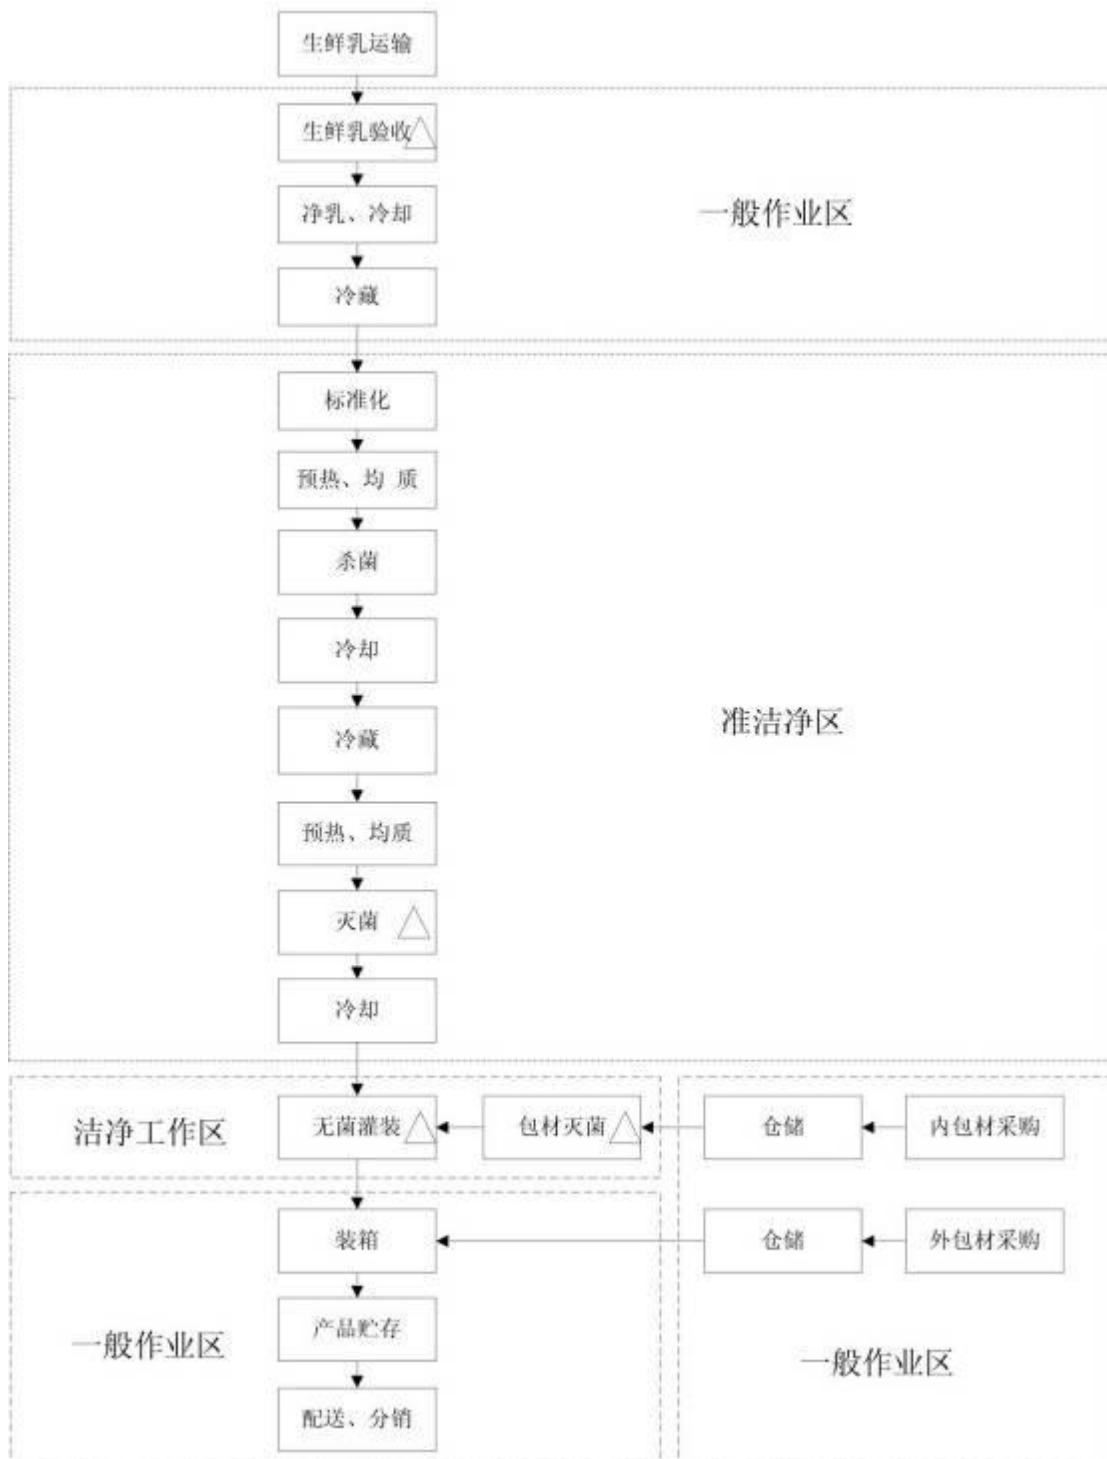 生鲜乳运输
生鲜乳验收
净乳、冷却
一般作业区
冷藏
标准化
预热、均 质
杀菌
冷却
准洁净区
冷藏
预热、均质
灭菌
冷却
洁净工作区
无菌灌装
包材灭菌
仓储
内包材采购
装箱
仓储
外包材采购
产品贮存
一般作业区
一般作业区
配送、分销